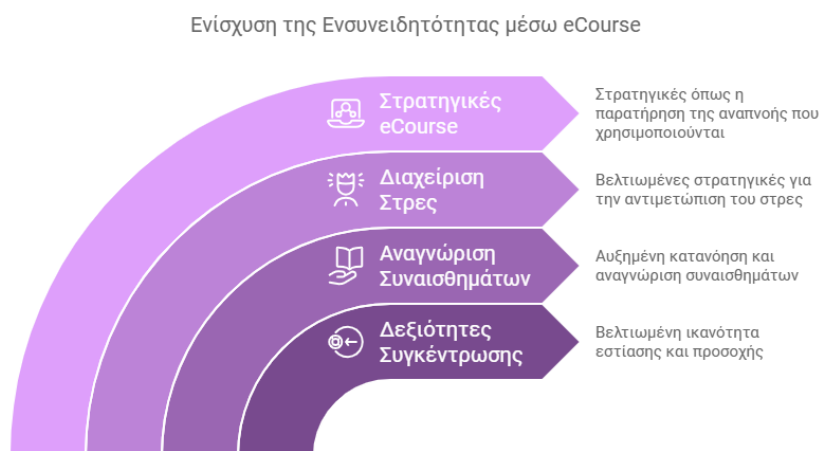 Ενίσχυση της Ενσυνειδητότητας μέσω eCourse
Στρατηγικές
eCourse
Στρατηγικές όπως η
παρατήρηση της αναπνοής που
χρησιμοποιούνται
Διαχείριση
Στρες
Βελτιωμένες στρατηγικές για
την αντιμετώπιση του στρες
Αναγνώριση
Συναισθημάτων
Αυξημένη κατανόηση και
αναγνώριση συναισθημάτων
Δεξιότητες
Συγκέντρωσης
Βελτιωμένη ικανότητα
εστίασης και προσοχής